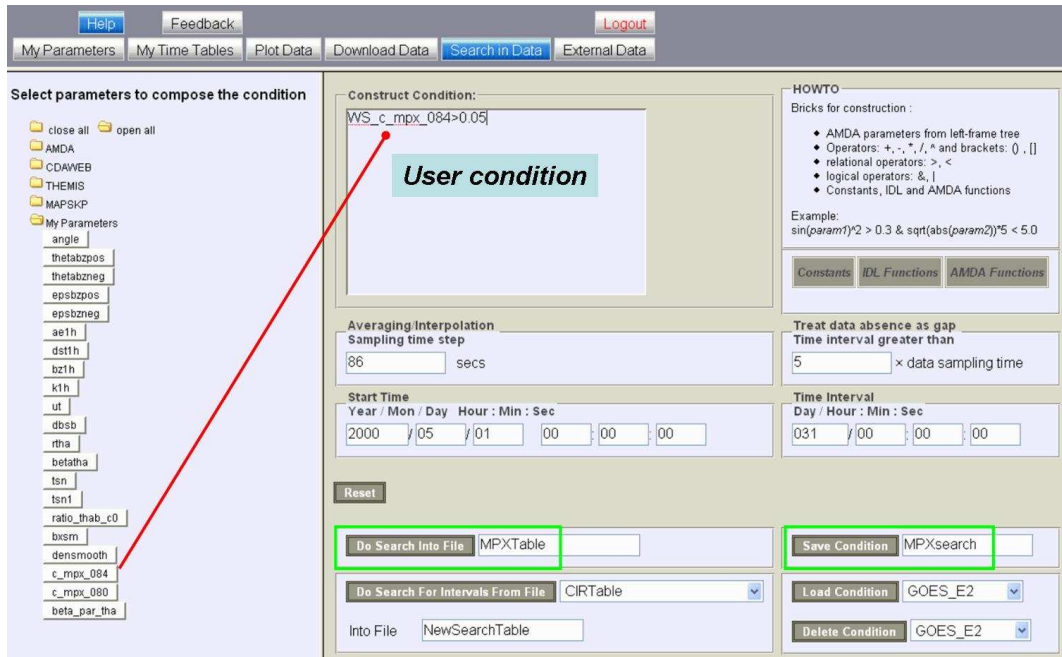 Help Feedback Logout
My Parameters My Time Tables Plot Data Download Data Search in Data External Data
Select parameters to compose the condition
close all open all
AMDA
CDAWEB
THEMIS
MAPSKP
My Parameters
angle
thetabzpos
thetabzneg
epsbzpos
epsbzneg
ae1h
dst1h
bz1h
k1h
ut
dbsb
rtha
betatha
tsn
tsn1
ratio_thab_c0
bxsm
densmooth
c_mpx_084
c_mpx_080
beta_par_tha
Construct Condition:
WS_c_mpx_084>0.05
User condition
HOWTO
Bricks for construction :
◆ AMDA parameters from left-frame tree
◆ Operators: +, -, *, /, ^ and brackets: () , []
◆ relational operators: >, <
◆ logical operators: &, |
◆ Constants, IDL and AMDA functions
Example:
sin(param1)^2 > 0.3 & sqrt(abs(param2))*5 < 5.0
Constants IDL Functions AMDA Functions
Averaging/Interpolation
Sampling time step
86 secs
Treat data absence as gap
Time interval greater than
5 × data sampling time
Start Time
Year / Mon / Day Hour : Min : Sec
2000 / 05 / 01 00 : 00 : 00
Time Interval
Day / Hour : Min : Sec
031 / 00 : 00 : 00
Reset
Do Search Into File MPXTable
Save Condition MPXsearch
Do Search For Intervals From File CIRTable
Into File NewSearchTable
Load Condition GOES_E2
Delete Condition GOES_E2